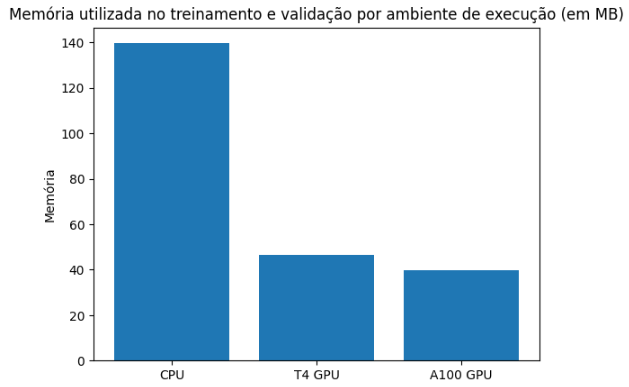 Memória utilizada no treinamento e validação por ambiente de execução (em MB)
140
120
100
80
60
40
20
0
Memória
CPU
T4 GPU
A100 GPU